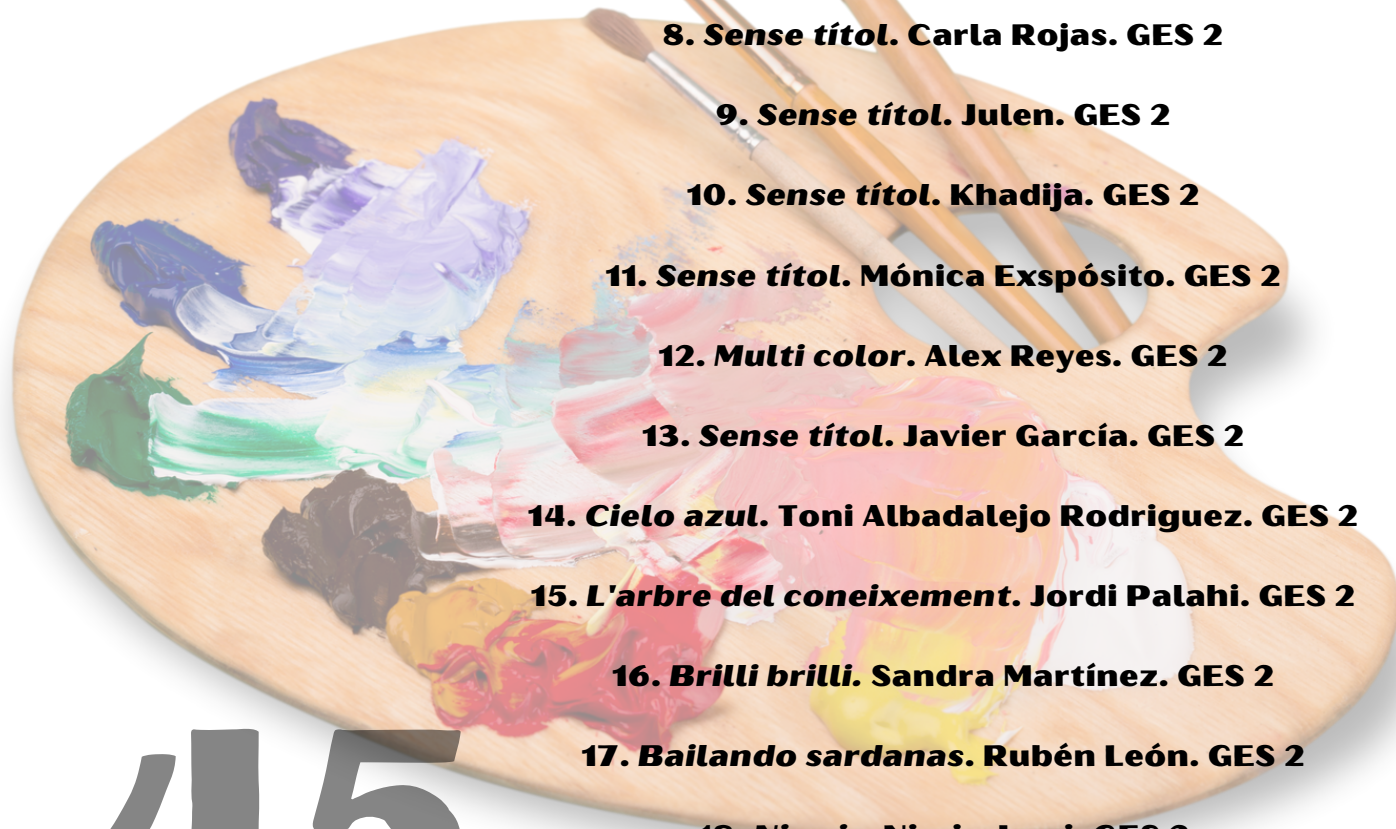 8. Sense títol. Carla Rojas. GES 2
9. Sense títol. Julen. GES 2
10. Sense títol. Khadija. GES 2
11. Sense títol. Mónica Exspósito. GES 2
12. Multi color. Alex Reyes. GES 2
13. Sense títol. Javier García. GES 2
14. Cielo azul. Toni Albadalejo Rodriguez. GES 2
15. L'arbre del coneixement. Jordi Palahi. GES 2
16. Brilli brilli. Sandra Martínez. GES 2
17. Bailando sardanas. Rubén León. GES 2